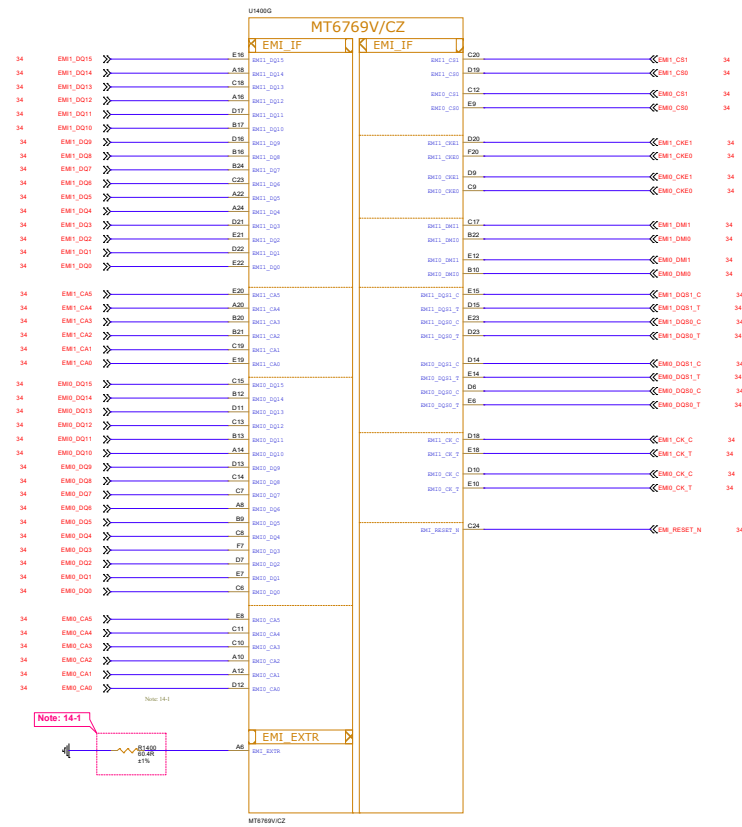 U1400G
MT6769V/CZ
EMI_IF EMI_IF
34 EMI1_DQ15 E16 EMI1_DQ15
34 EMI1_DQ14 A18 EMI1_DQ14
34 EMI1_DQ13 C18 EMI1_DQ13
34 EMI1_DQ12 A16 EMI1_DQ12
34 EMI1_DQ11 D17 EMI1_DQ11
34 EMI1_DQ10 B17 EMI1_DQ10
34 EMI1_DQ9 D16 EMI1_DQ9
34 EMI1_DQ8 B16 EMI1_DQ8
34 EMI1_DQ7 B24 EMI1_DQ7
34 EMI1_DQ6 C23 EMI1_DQ6
34 EMI1_DQ5 A22 EMI1_DQ5
34 EMI1_DQ4 A24 EMI1_DQ4
34 EMI1_DQ3 D21 EMI1_DQ3
34 EMI1_DQ2 E21 EMI1_DQ2
34 EMI1_DQ1 D22 EMI1_DQ1
34 EMI1_DQ0 E22 EMI1_DQ0
34 EMI1_CA5 E20 EMI1_CA5
34 EMI1_CA4 A20 EMI1_CA4
34 EMI1_CA3 B20 EMI1_CA3
34 EMI1_CA2 B21 EMI1_CA2
34 EMI1_CA1 C19 EMI1_CA1
34 EMI1_CA0 E19 EMI1_CA0
34 EMI0_DQ15 C15 EMI0_DQ15
34 EMI0_DQ14 B12 EMI0_DQ14
34 EMI0_DQ13 D11 EMI0_DQ13
34 EMI0_DQ12 C13 EMI0_DQ12
34 EMI0_DQ11 B13 EMI0_DQ11
34 EMI0_DQ10 A14 EMI0_DQ10
34 EMI0_DQ9 D13 EMI0_DQ9
34 EMI0_DQ8 C14 EMI0_DQ8
34 EMI0_DQ7 C7 EMI0_DQ7
34 EMI0_DQ6 A8 EMI0_DQ6
34 EMI0_DQ5 B9 EMI0_DQ5
34 EMI0_DQ4 C8 EMI0_DQ4
34 EMI0_DQ3 F7 EMI0_DQ3
34 EMI0_DQ2 D7 EMI0_DQ2
34 EMI0_DQ1 E7 EMI0_DQ1
34 EMI0_DQ0 C6 EMI0_DQ0
34 EMI0_CA5 E8 EMI0_CA5
34 EMI0_CA4 C11 EMI0_CA4
34 EMI0_CA3 C10 EMI0_CA3
34 EMI0_CA2 A10 EMI0_CA2
34 EMI0_CA1 A12 EMI0_CA1
34 EMI0_CA0 D12 EMI0_CA0
Note: 14-1
Note: 14-1
EMI_EXTR
R1400
60.4R
±1%
A6 EMI_EXTR
EMI1_CS1 C20 EMI1_CS1 34
EMI1_CS0 D19 EMI1_CS0 34
EMI0_CS1 C12 EMI0_CS1 34
EMI0_CS0 E9 EMI0_CS0 34
EMI1_CKE1 D20 EMI1_CKE1 34
EMI1_CKE0 F20 EMI1_CKE0 34
EMI0_CKE1 D9 EMI0_CKE1 34
EMI0_CKE0 C9 EMI0_CKE0 34
EMI1_DMI1 C17 EMI1_DMI1 34
EMI1_DMI0 B22 EMI1_DMI0 34
EMI0_DMI1 E12 EMI0_DMI1 34
EMI0_DMI0 B10 EMI0_DMI0 34
EMI1_DQS1_C E15 EMI1_DQS1_C 34
EMI1_DQS1_T D15 EMI1_DQS1_T 34
EMI1_DQS0_C E23 EMI1_DQS0_C 34
EMI1_DQS0_T D23 EMI1_DQS0_T 34
EMI0_DQS1_C D14 EMI0_DQS1_C 34
EMI0_DQS1_T E14 EMI0_DQS1_T 34
EMI0_DQS0_C D6 EMI0_DQS0_C 34
EMI0_DQS0_T E6 EMI0_DQS0_T 34
EMI1_CK_C D18 EMI1_CK_C 34
EMI1_CK_T E18 EMI1_CK_T 34
EMI0_CK_C D10 EMI0_CK_C 34
EMI0_CK_T E10 EMI0_CK_T 34
EMI_RESET_N C24 EMI_RESET_N 34
MT6769V/CZ